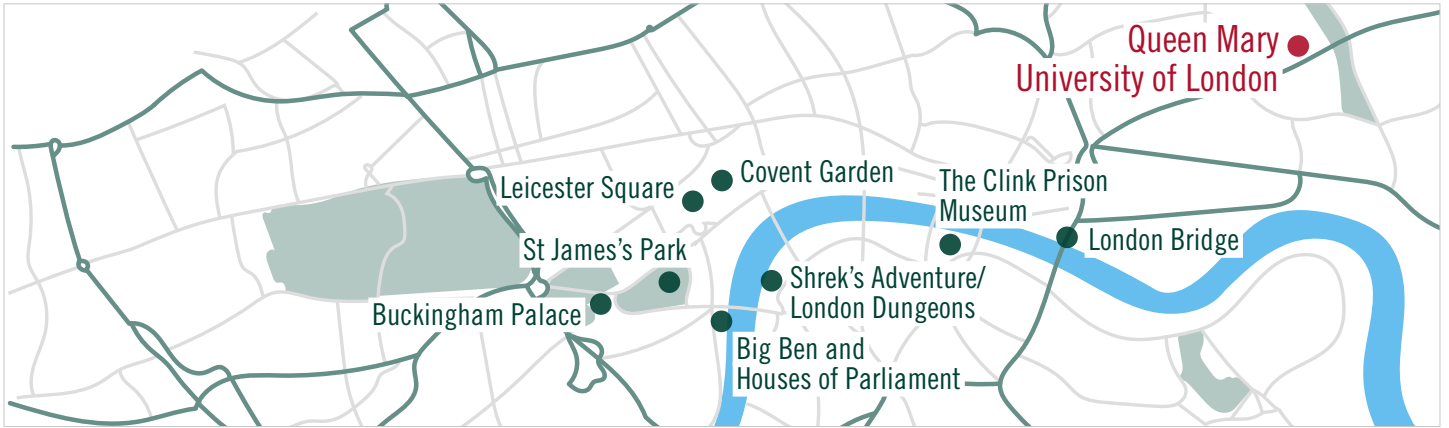 Queen Mary
University of London
Covent Garden
Leicester Square
The Clink Prison
Museum
St James’s Park
London Bridge
Shrek’s Adventure/
London Dungeons
Buckingham Palace
Big Ben and
Houses of Parliament